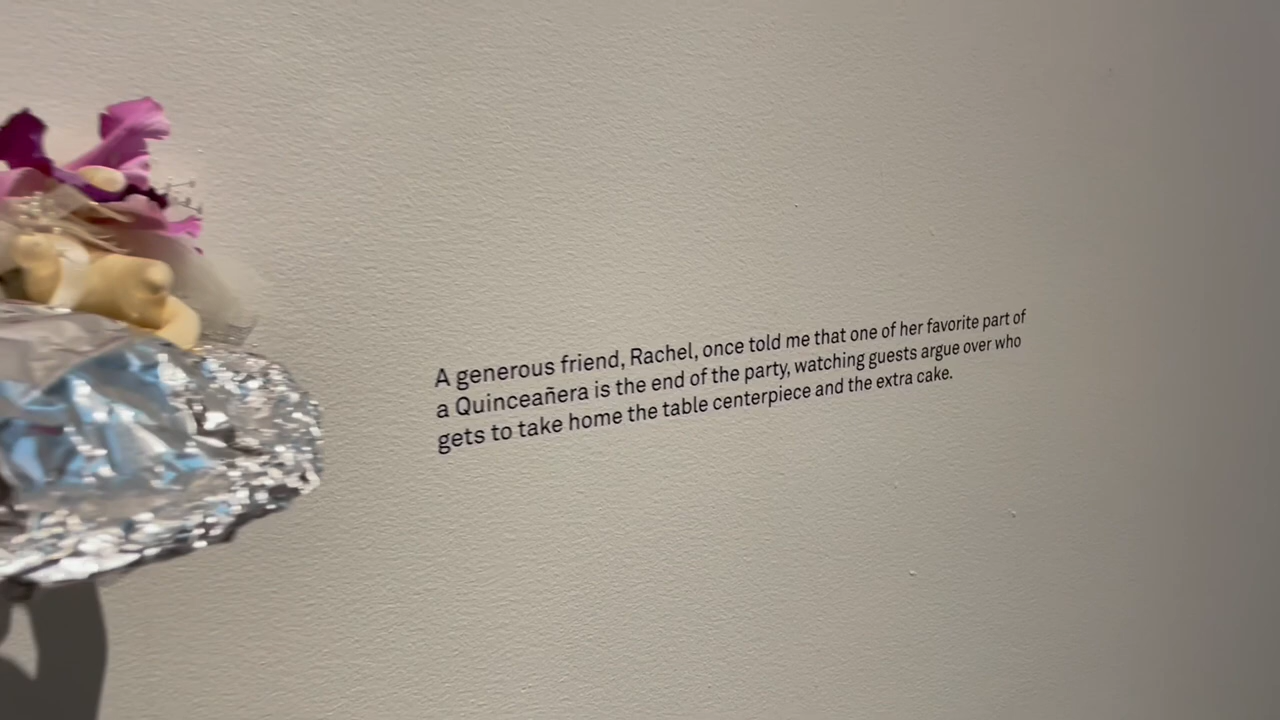 A generous friend, Rachel, once told me that one of her favorite part of
a Quinceañera is the end of the party, watching guests argue over who
gets to take home the table centerpiece and the extra cake.